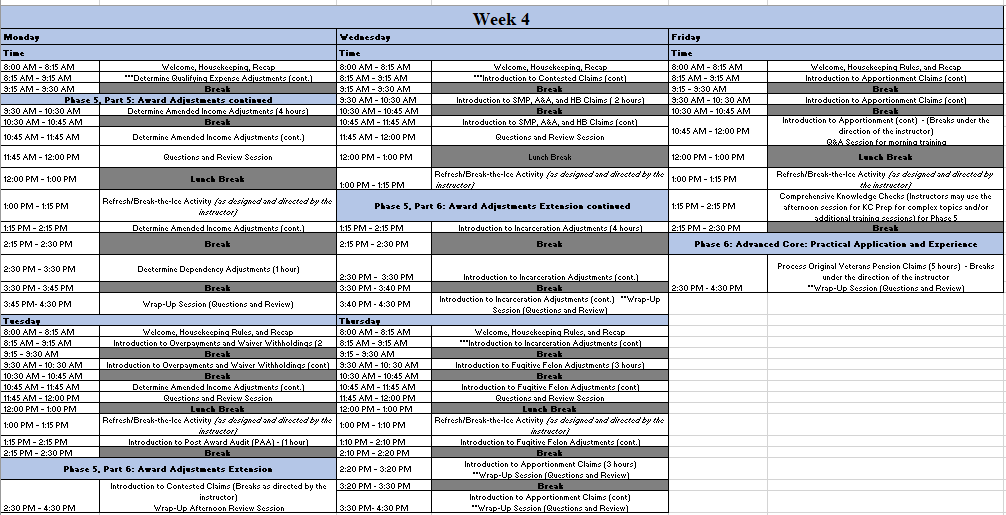 Week 4
Monday
Time
8:00 AM - 8:15 AM Welcome, Housekeeping, Recap
8:15 AM - 9:15 AM ***Determine Qualifying Expense Adjustments (cont.)
9:15 AM - 9:30 AM Break
Phase 5, Part 5: Award Adjustments continued
9:30 AM - 10:30 AM Determine Amended Income Adjustments (4 hours)
10:30 AM - 10:45 AM Break
10:45 AM - 11:45 AM Determine Amended Income Adjustments (cont.)
11:45 AM - 12:00 PM Questions and Review Session
12:00 PM - 1:00 PM Lunch Break
1:00 PM - 1:15 PM Refresh/Break-the-Ice Activity (as designed and directed by the
instructor)
1:15 PM - 2:15 PM Determine Amended Income Adjustments (cont.)
2:15 PM - 2:30 PM Break
2:30 PM - 3:30 PM Deetermine Dependency Adjustments (1 hour)
3:30 PM - 3:45 PM Break
3:45 PM- 4:30 PM Wrap-Up Session (Questions and Review)
Tuesday
8:00 AM - 8:15 AM Welcome, Housekeeping Rules, and Recap
8:15 AM - 9:15 AM Introduction to Overpayments and Waiver Withholdings (2
9:15 - 9:30 AM Break
9:30 AM - 10: 30 AM Introduction to Overpayments and Waiver Withholdings (cont)
10:30 AM - 10:45 AM Break
10:45 AM - 11:45 AM Determine Amended Income Adjustments (cont.)
11:45 AM - 12:00 PM Questions and Review Session
12:00 PM - 1:00 PM Lunch Break
1:00 PM - 1:15 PM Refresh/Break-the-Ice Activity (as designed and directed by the
instructor)
1:15 PM - 2:15 PM Introduction to Post Award Audit (PAA) - (1 hour)
2:15 PM - 2:30 PM Break
Phase 5, Part 6: Award Adjustments Extension
2:30 PM - 4:30 PM Introduction to Contested Claims (Breaks as directed by the
instructor)
Wrap-Up Afternoon Review Session
Wednesday
Time
8:00 AM - 8:15 AM Welcome, Housekeeping, Recap
8:15 AM - 9:15 AM ***Introduction to Contested Claims (cont)
9:15 AM - 9:30 AM Break
9:30 AM - 10:30 AM Introduction to SMP, A&A, and HB Claims ( 2 hours)
10:30 AM - 10:45 AM Break
10:45 AM - 11:45 AM Introduction to SMP, A&A, and HB Claims (cont)
11:45 AM - 12:00 PM Questions and Review Session
12:00 PM - 1:00 PM Lunch Break
1:00 PM - 1:15 PM Refresh/Break-the-Ice Activity (as designed and directed by the
instructor)
Phase 5, Part 6: Award Adjustments Extension continued
1:15 PM - 2:15 PM Introduction to Incarceration Adjustments (4 hours)
2:15 PM - 2:30 PM Break
2:30 PM - 3:30 PM Introduction to Incarceration Adjustments (cont.)
3:30 PM - 3:40 PM Break
3:40 PM - 4:30 PM Introduction to Incarceration Adjustments (cont.) **Wrap-Up
Session (Questions and Review)
Thursday
8:00 AM - 8:15 AM Welcome, Housekeeping Rules, and Recap
8:15 AM - 9:15 AM ***Introduction to Incarceration Adjustments (cont)
9:15 - 9:30 AM Break
9:30 AM - 10: 30 AM Introduction to Fugitive Felon Adjustments (3 hours)
10:30 AM - 10:45 AM Break
10:45 AM - 11:45 AM Introduction to Fugitive Felon Adjustments (cont)
11:45 AM - 12:00 PM Questions and Review Session
12:00 PM - 1:00 PM Lunch Break
1:00 PM - 1:10 PM Refresh/Break-the-Ice Activity (as designed and directed by the
instructor)
1:10 PM - 2:10 PM Introduction to Fugitive Felon Adjustments (cont.)
2:10 PM - 2:20 PM Break
2:20 PM - 3:20 PM Introduction to Apportionment Claims (3 hours)
**Wrap-Up Session (Questions and Review)
3:20 PM - 3:30 PM Break
3:30 PM- 4:30 PM Introduction to Apportionment Claims (cont)
**Wrap-Up Session (Questions and Review)
Friday
Time
8:00 AM - 8:15 AM Welcome, Housekeeping Rules, and Recap
8:15 AM - 9:15 AM Introduction to Apportionment Claims (cont)
9:15 - 9:30 AM Break
9:30 AM - 10: 30 AM Introduction to Apportionment Claims (cont)
10:30 AM - 10:45 AM Break
10:45 AM - 12:00 PM Introduction to Apportionment (cont) - (Breaks under the
direction of the instructor)
Q&A Session for morning training
12:00 PM - 1:00 PM Lunch Break
1:00 PM - 1:15 PM Refresh/Break-the-Ice Activity (as designed and directed by
the instructor)
1:15 PM - 2:15 PM Comprehensive Knowledge Checks (Instructors may use the
afternoon session for KC Prep for complex topics and/or
additional training sessions) for Phase 5
2:15 PM - 2:30 PM Break
Phase 6: Advanced Core: Practical Application and Experience
2:30 PM - 4:30 PM Process Original Veterans Pension Claims (5 hours) - Breaks
under the direction of the instructor
**Wrap-Up Session (Questions and Review)